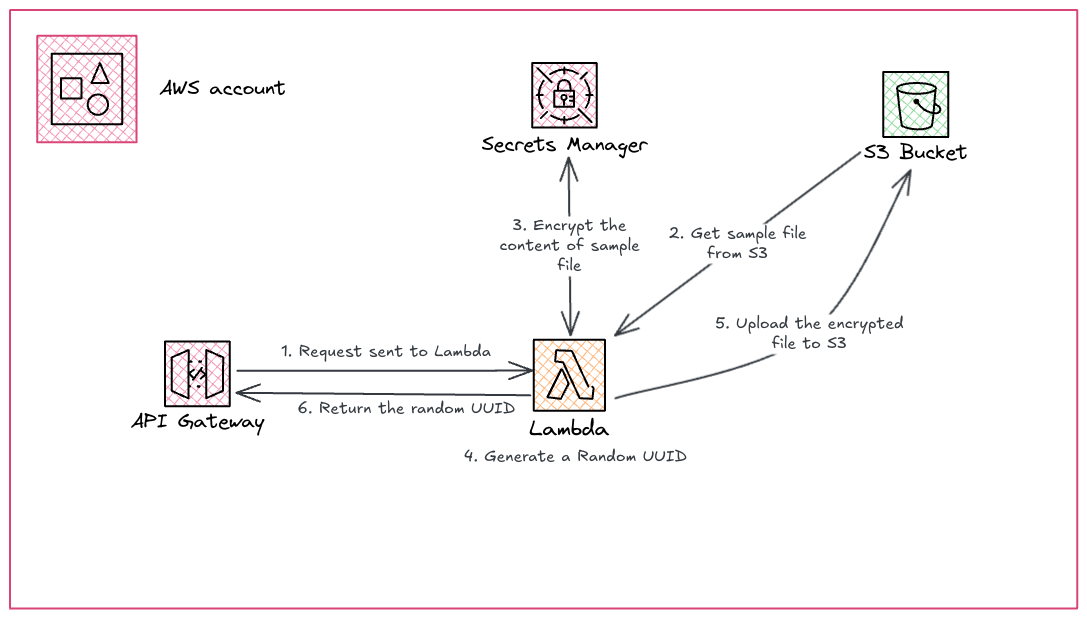 AWS account
Secrets Manager
S3 Bucket
3. Encrypt the
content of sample
file
2. Get sample file
from S3
5. Upload the encrypted
file to S3
1. Request sent to Lambda
6. Return the random UUID
API Gateway
Lambda
4. Generate a Random UUID